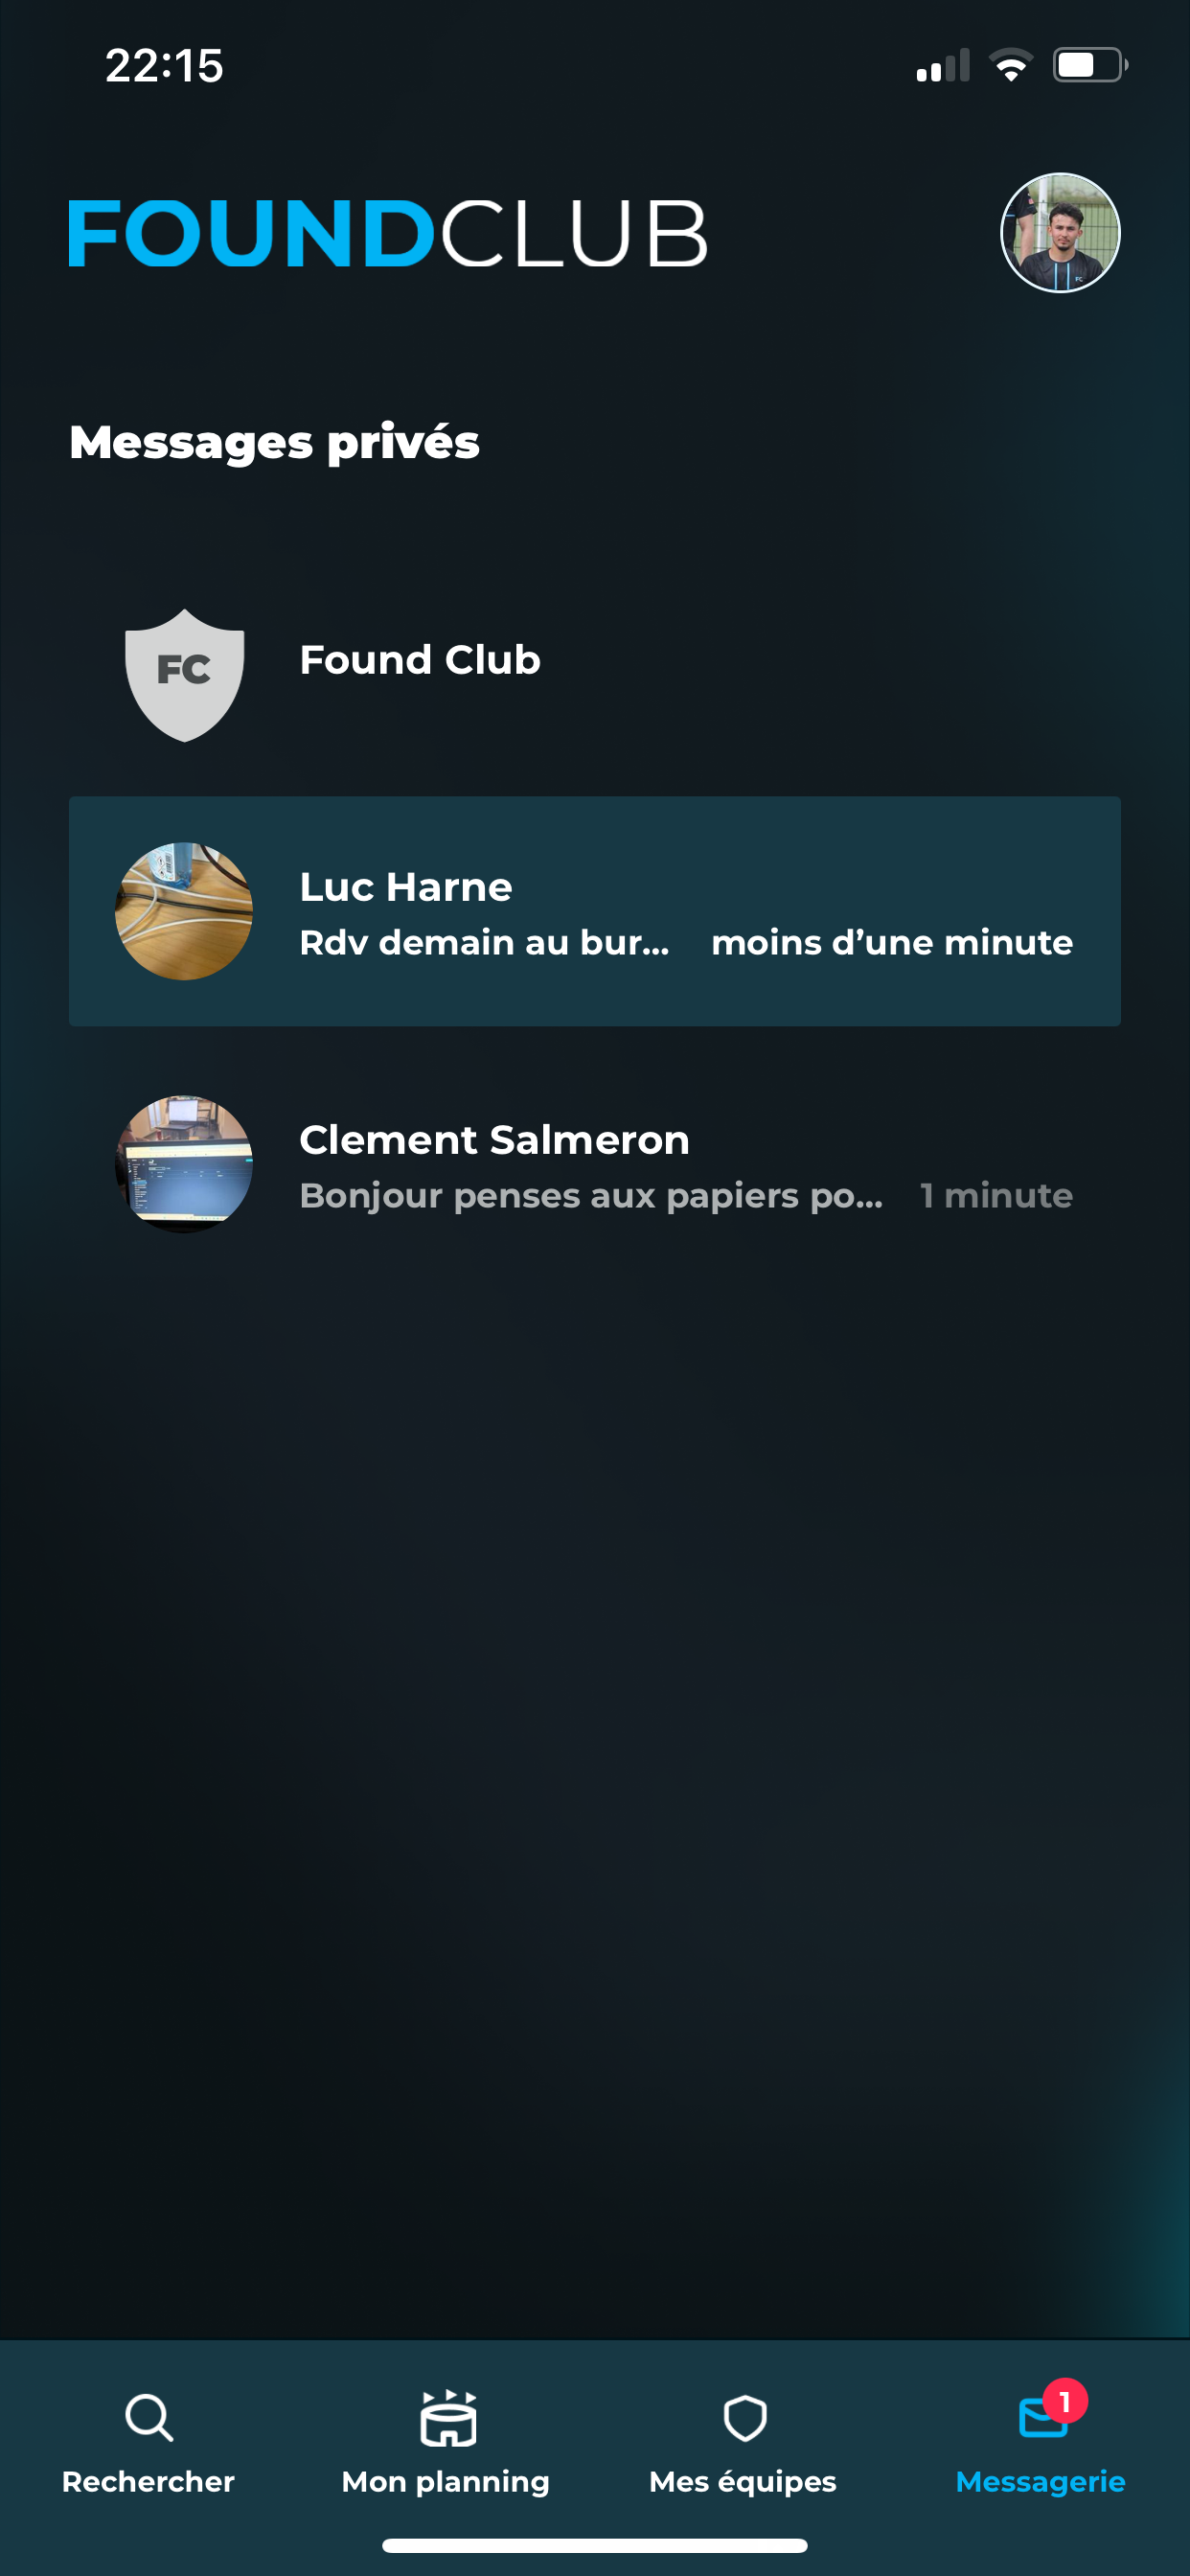 22:15
FOUNDCLUB
Messages privés
FC
Found Club
Luc Harne
Rdv demain au bur... moins d’une minute
Clement Salmeron
Bonjour penses aux papiers po... 1 minute
1
Rechercher Mon planning Mes équipes Messagerie